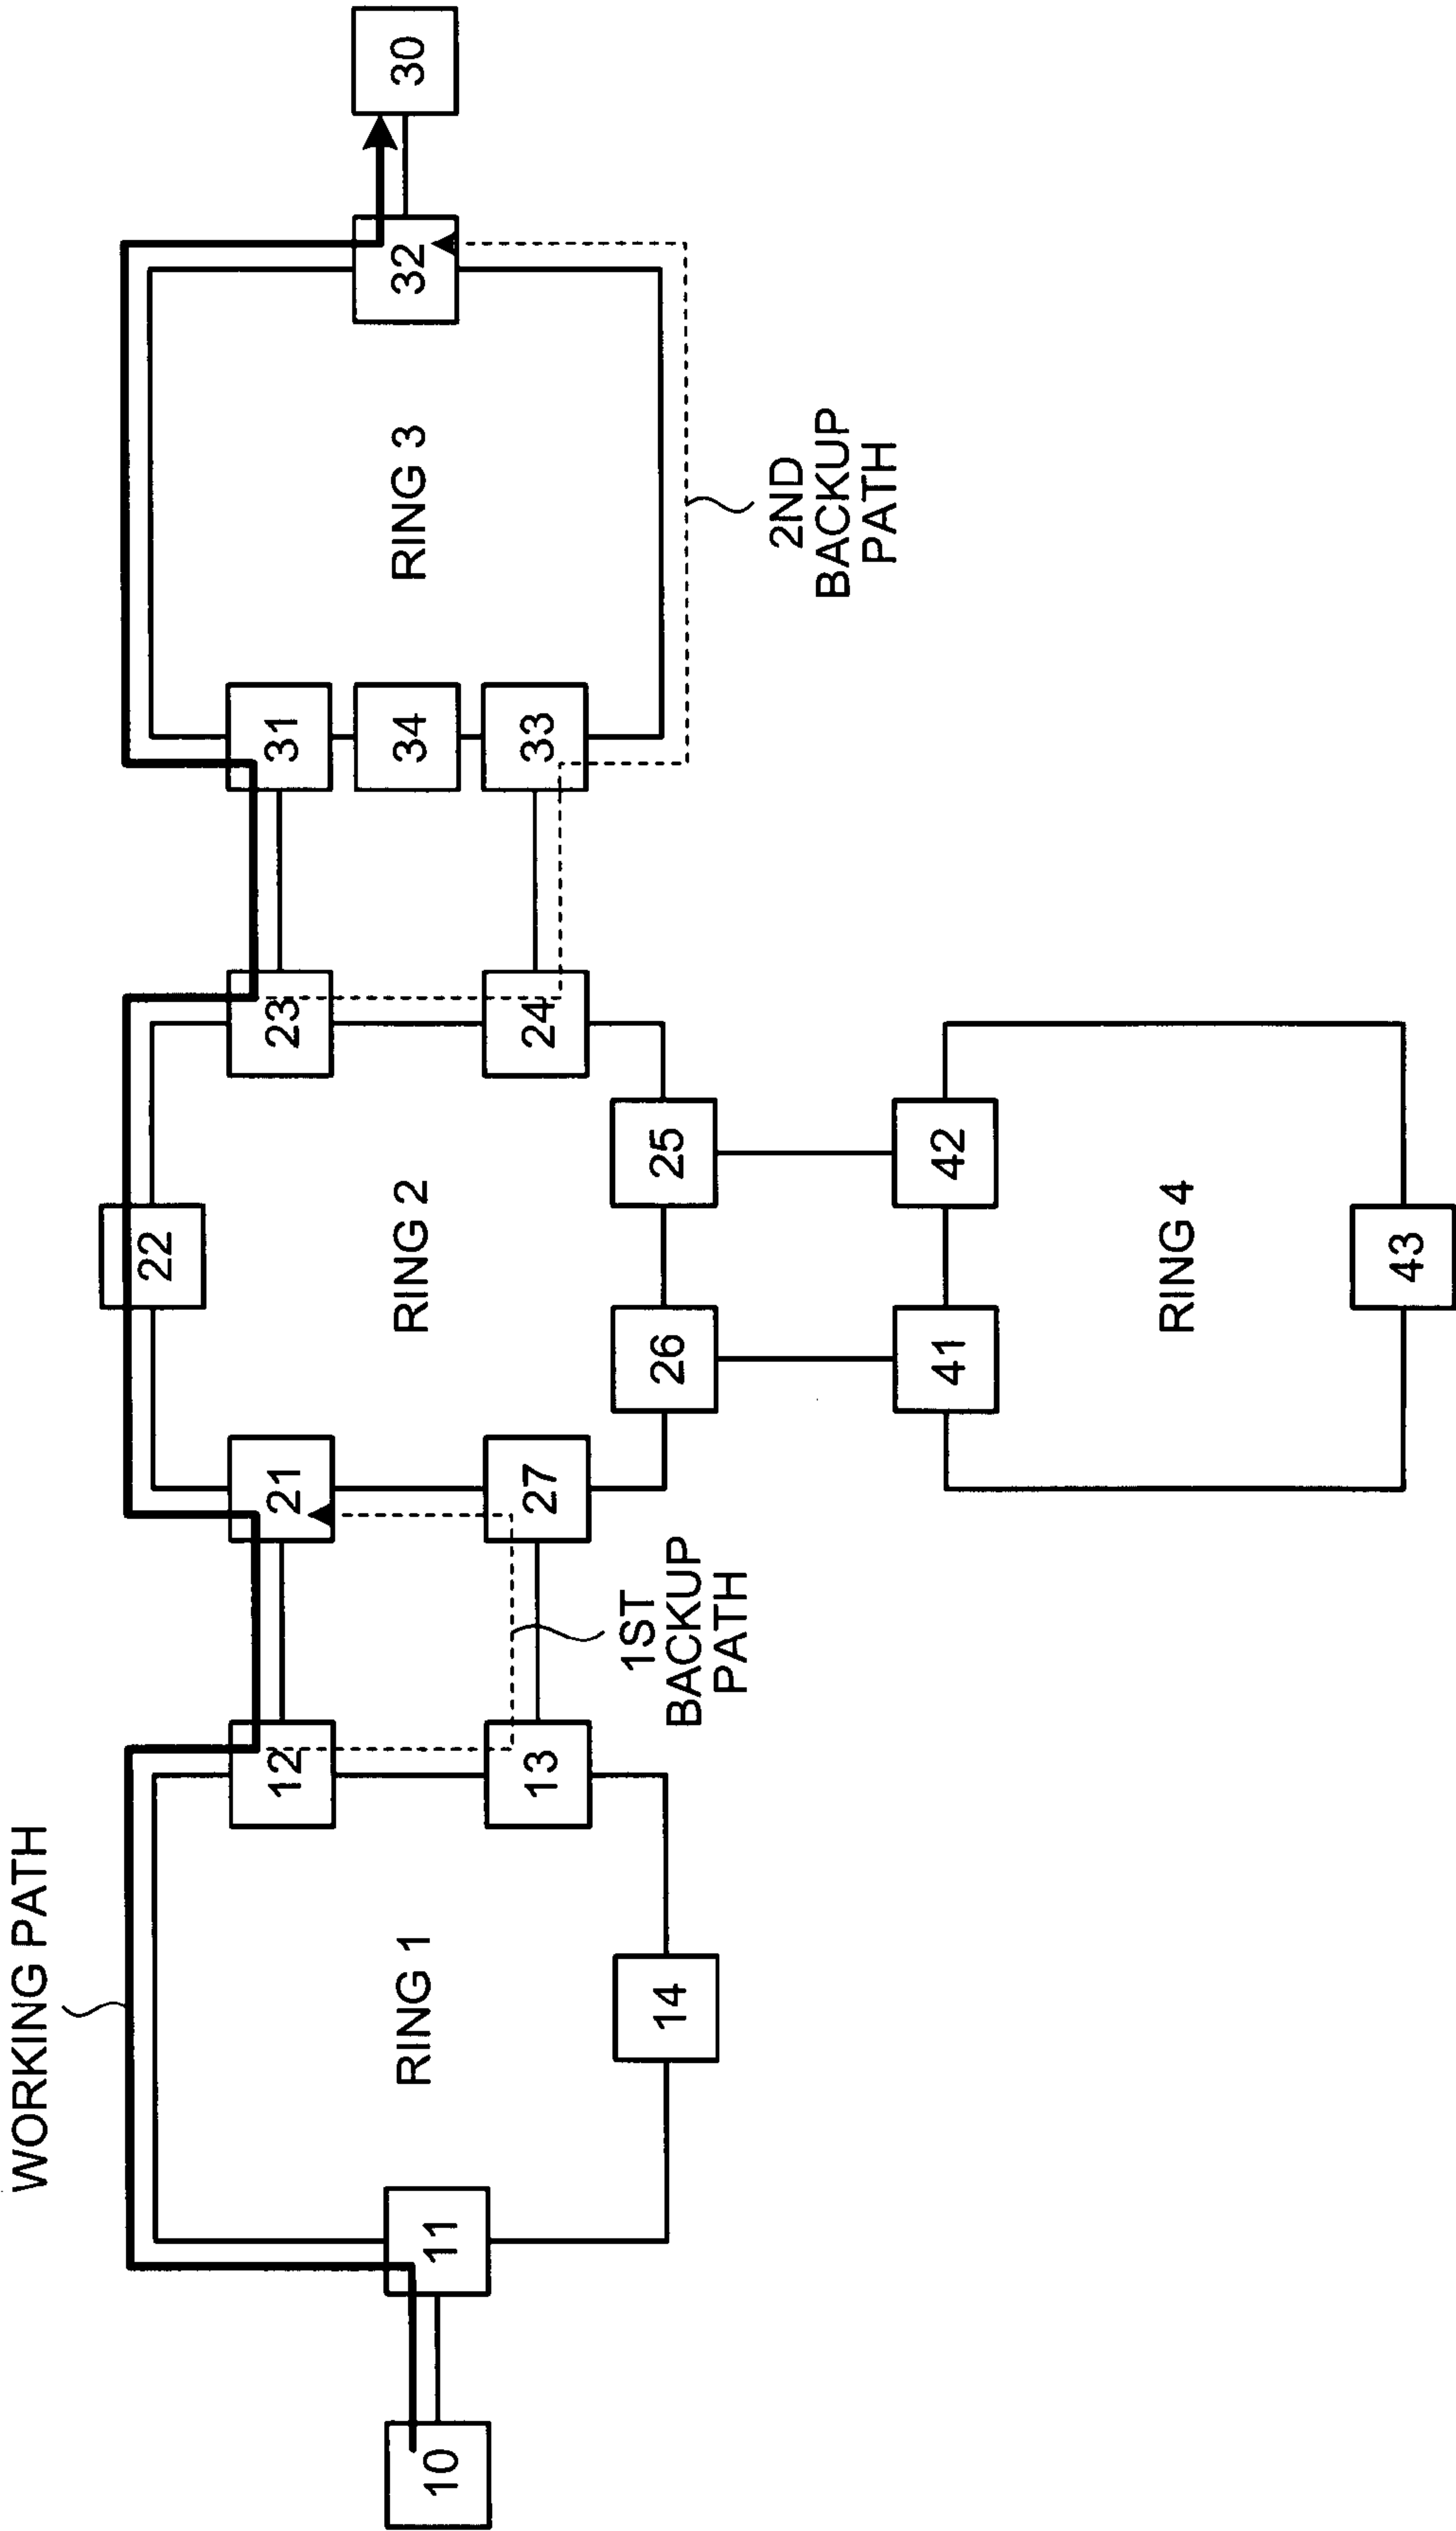 WORKING PATH
22
10
11
RING 1
12
21
RING 2
23
31
RING 3
32
30
34
13
27
24
33
14
1ST
BACKUP
PATH
26
25
2ND
BACKUP
PATH
41
42
RING 4
43